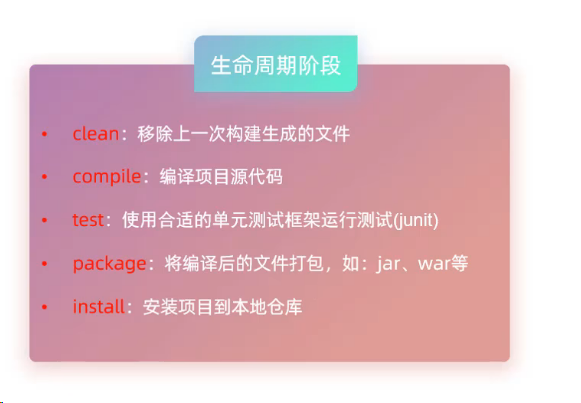 生命周期阶段
• clean：移除上一次构建生成的文件
• compile：编译项目源代码
• test：使用合适的单元测试框架运行测试(junit)
• package：将编译后的文件打包，如：jar、war等
• install：安装项目到本地仓库